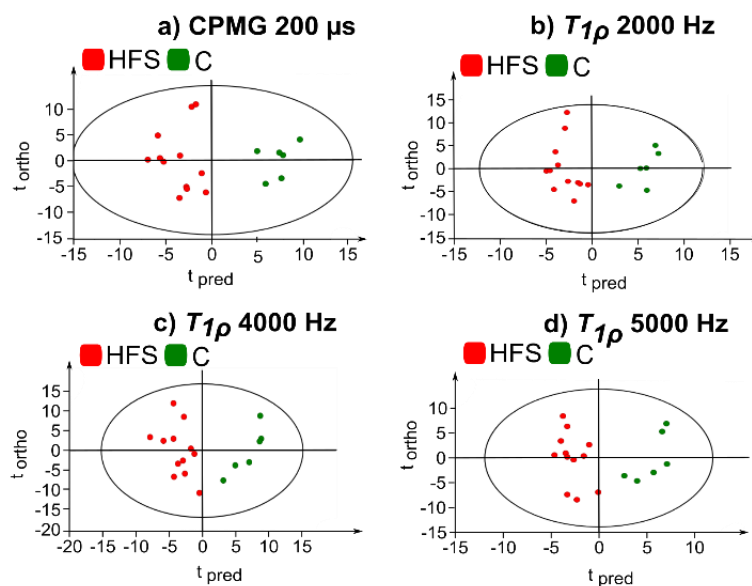 a) CPMG 200 µs
HFS C
10
5
0
-5
-10
-15
-15 -10 -5 0 5 10 15
t ortho
t pred
b) T1ρ 2000 Hz
HFS C
15
10
5
0
-5
-10
-15
-15 -10 -5 0 5 10 15
t ortho
t pred
c) T1ρ 4000 Hz
HFS C
15
10
5
0
-5
-10
-15
-20
-20 -15 -10 -5 0 5 10 15
t ortho
t pred
d) T1ρ 5000 Hz
HFS C
10
5
0
-5
-10
-15
-15 -10 -5 0 5 10 15
t ortho
t pred